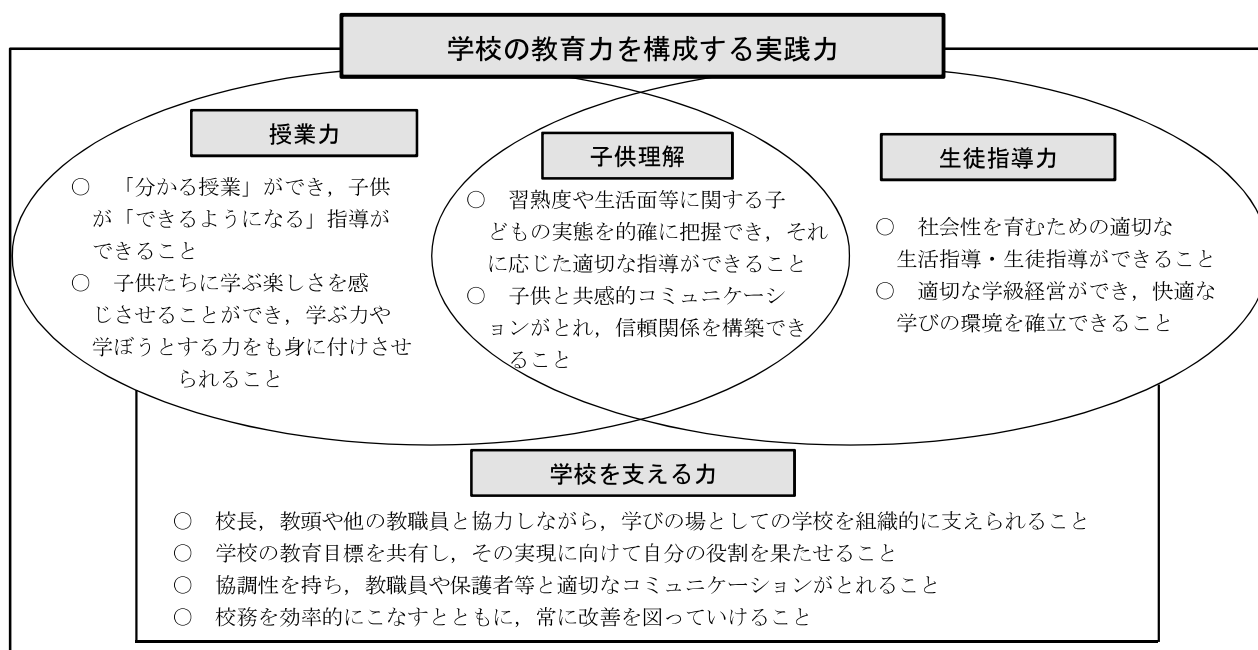 学校の教育力を構成する実践力
授業力
○ 「分かる授業」ができ，子供
が「できるようになる」指導が
できること
○ 子供たちに学ぶ楽しさを感
じさせることができ，学ぶ力や
学ぼうとする力をも身に付けさせ
られること
子供理解
○ 習熟度や生活面等に関する子
どもの実態を的確に把握でき，それ
に応じた適切な指導ができること
○ 子供と共感的コミュニケーシ
ョンがとれ，信頼関係を構築でき
ること
生徒指導力
○ 社会性を育むための適切な
生活指導・生徒指導ができること
○ 適切な学級経営ができ，快適な
学びの環境を確立できること
学校を支える力
○ 校長，教頭や他の教職員と協力しながら，学びの場としての学校を組織的に支えられること
○ 学校の教育目標を共有し，その実現に向けて自分の役割を果たせること
○ 協調性を持ち，教職員や保護者等と適切なコミュニケーションがとれること
○ 校務を効率的にこなすとともに，常に改善を図っていけること